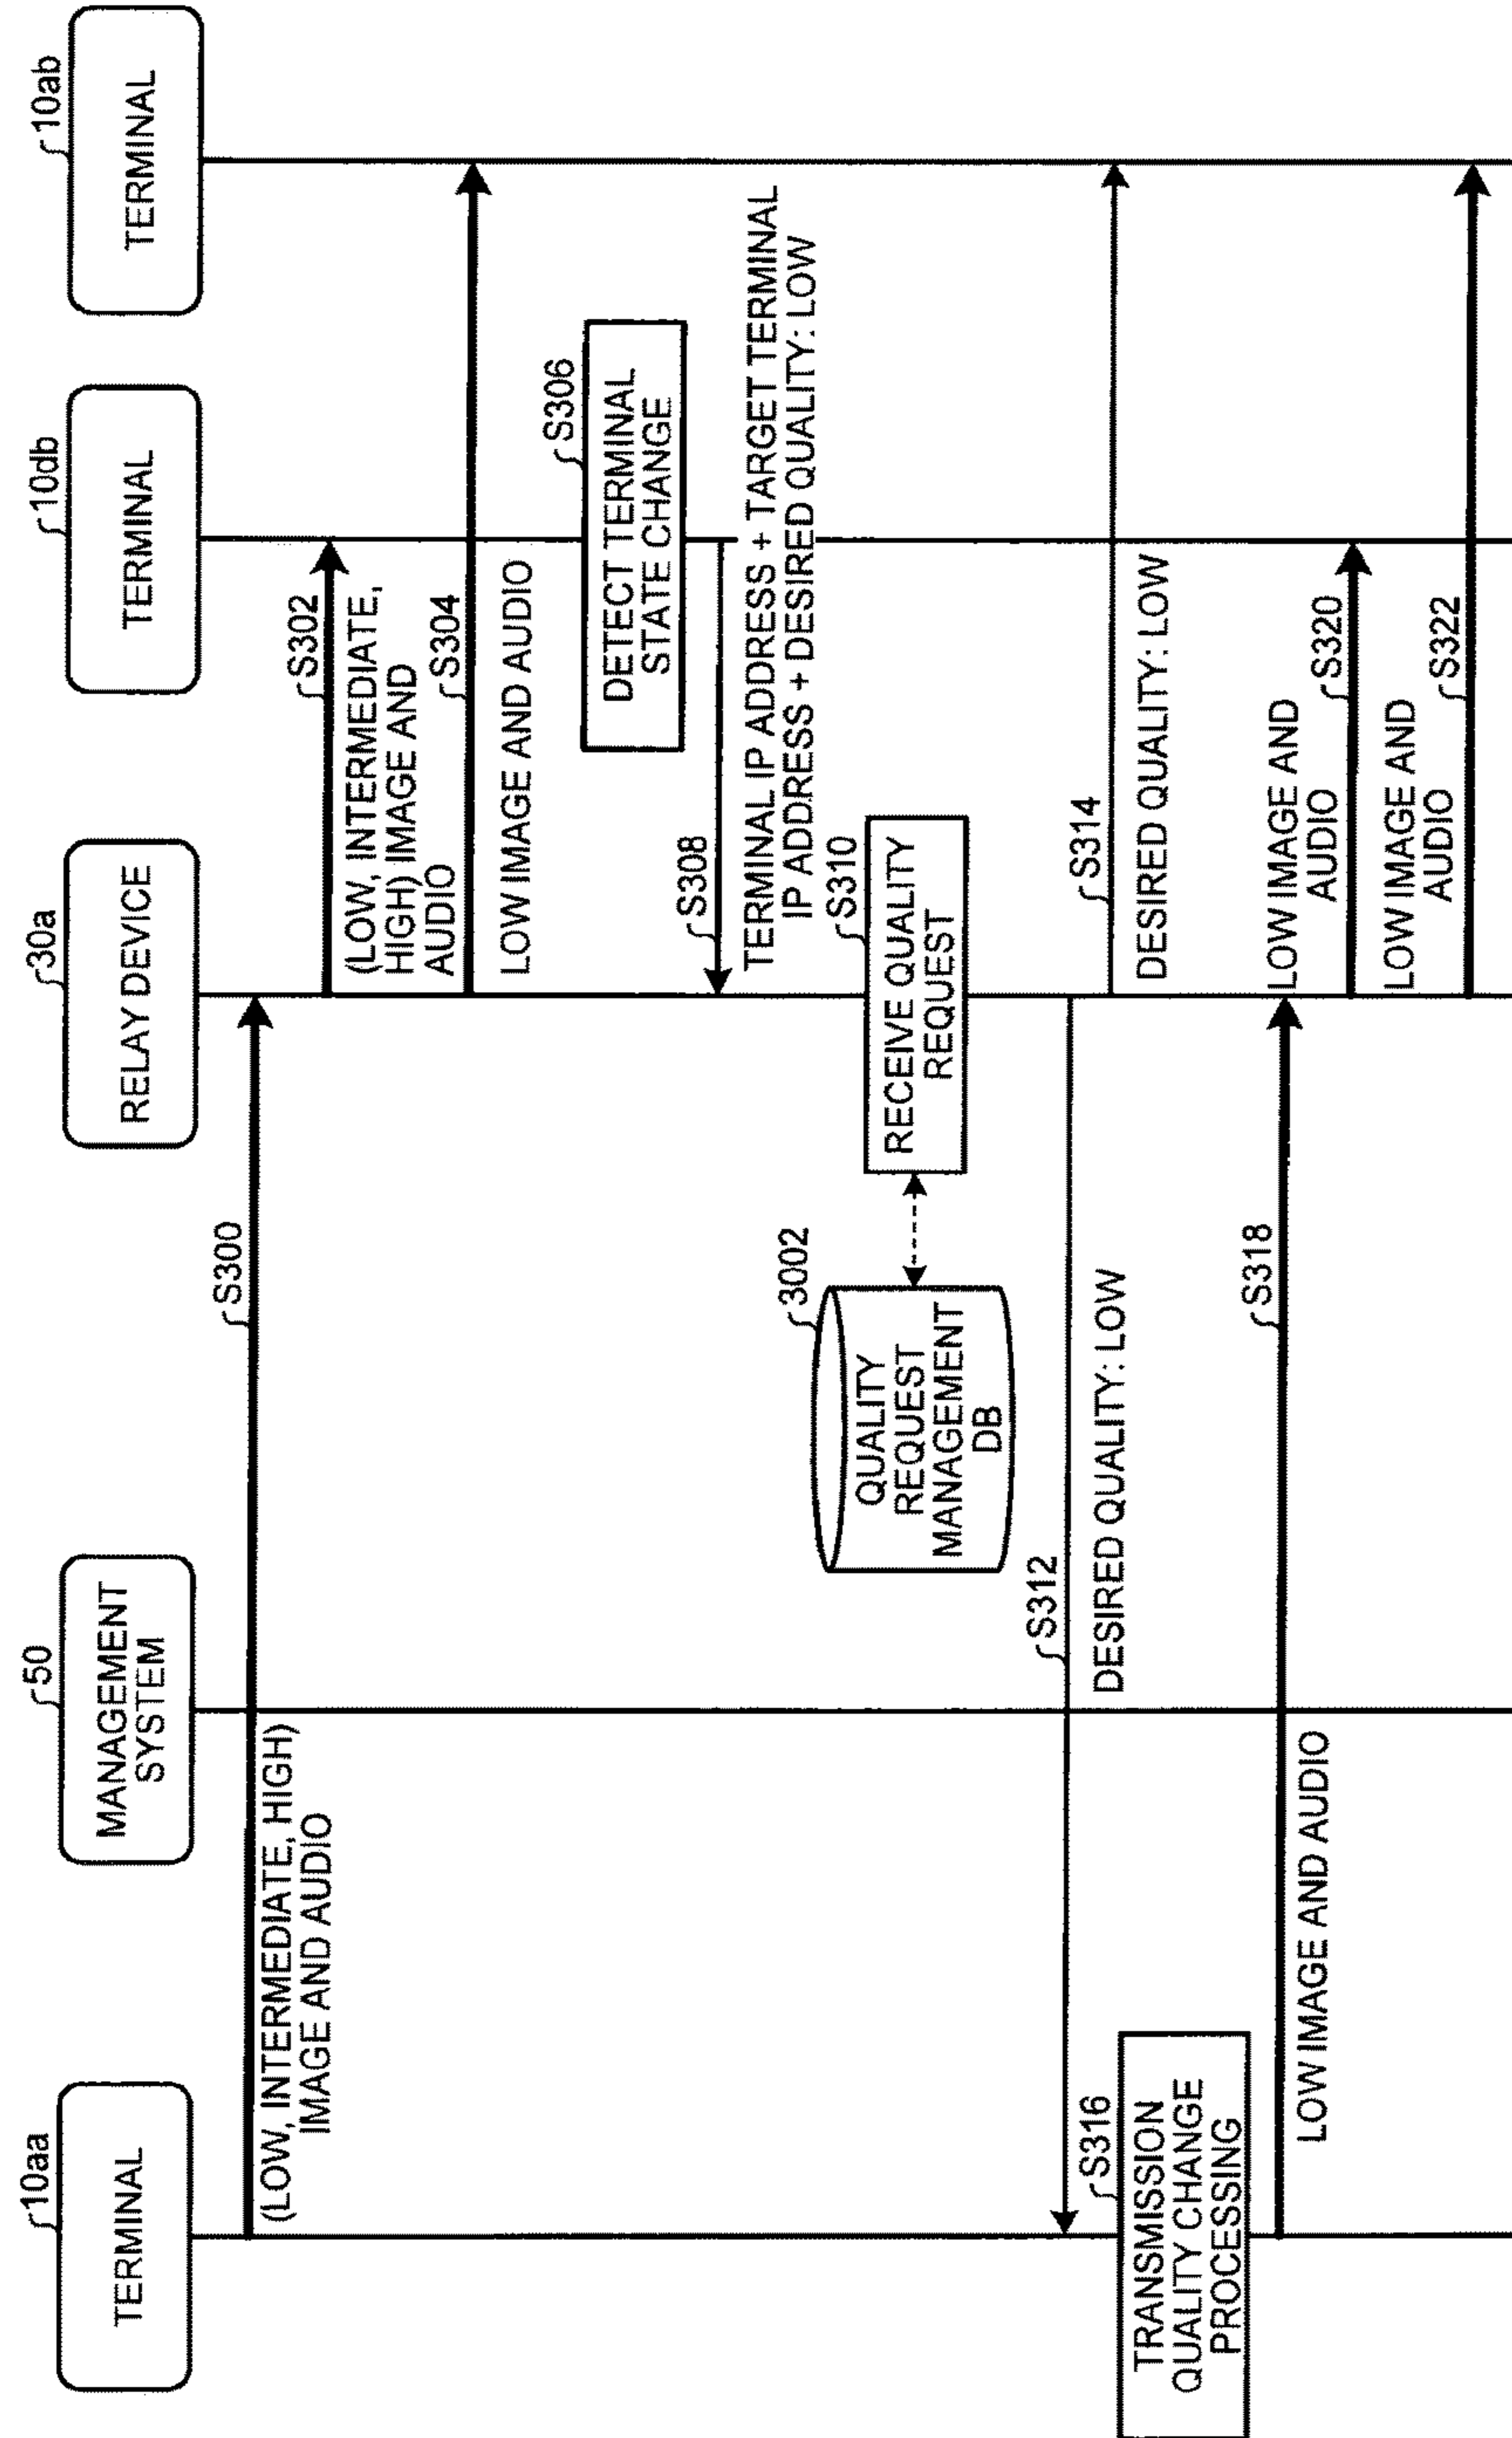 10aa
TERMINAL
50
MANAGEMENT
SYSTEM
30a
RELAY DEVICE
10db
TERMINAL
10ab
TERMINAL
S300
(LOW, INTERMEDIATE, HIGH)
IMAGE AND AUDIO
S302
(LOW, INTERMEDIATE,
HIGH) IMAGE AND
AUDIO
S304
LOW IMAGE AND AUDIO
S306
DETECT TERMINAL
STATE CHANGE
S308
TERMINAL IP ADDRESS + TARGET TERMINAL
IP ADDRESS + DESIRED QUALITY: LOW
S310
RECEIVE QUALITY
REQUEST
3002
QUALITY
REQUEST
MANAGEMENT
DB
S312
DESIRED QUALITY: LOW
S314
DESIRED QUALITY: LOW
S316
TRANSMISSION
QUALITY CHANGE
PROCESSING
S318
LOW IMAGE AND AUDIO
LOW IMAGE AND
AUDIO
S320
LOW IMAGE AND
AUDIO
S322